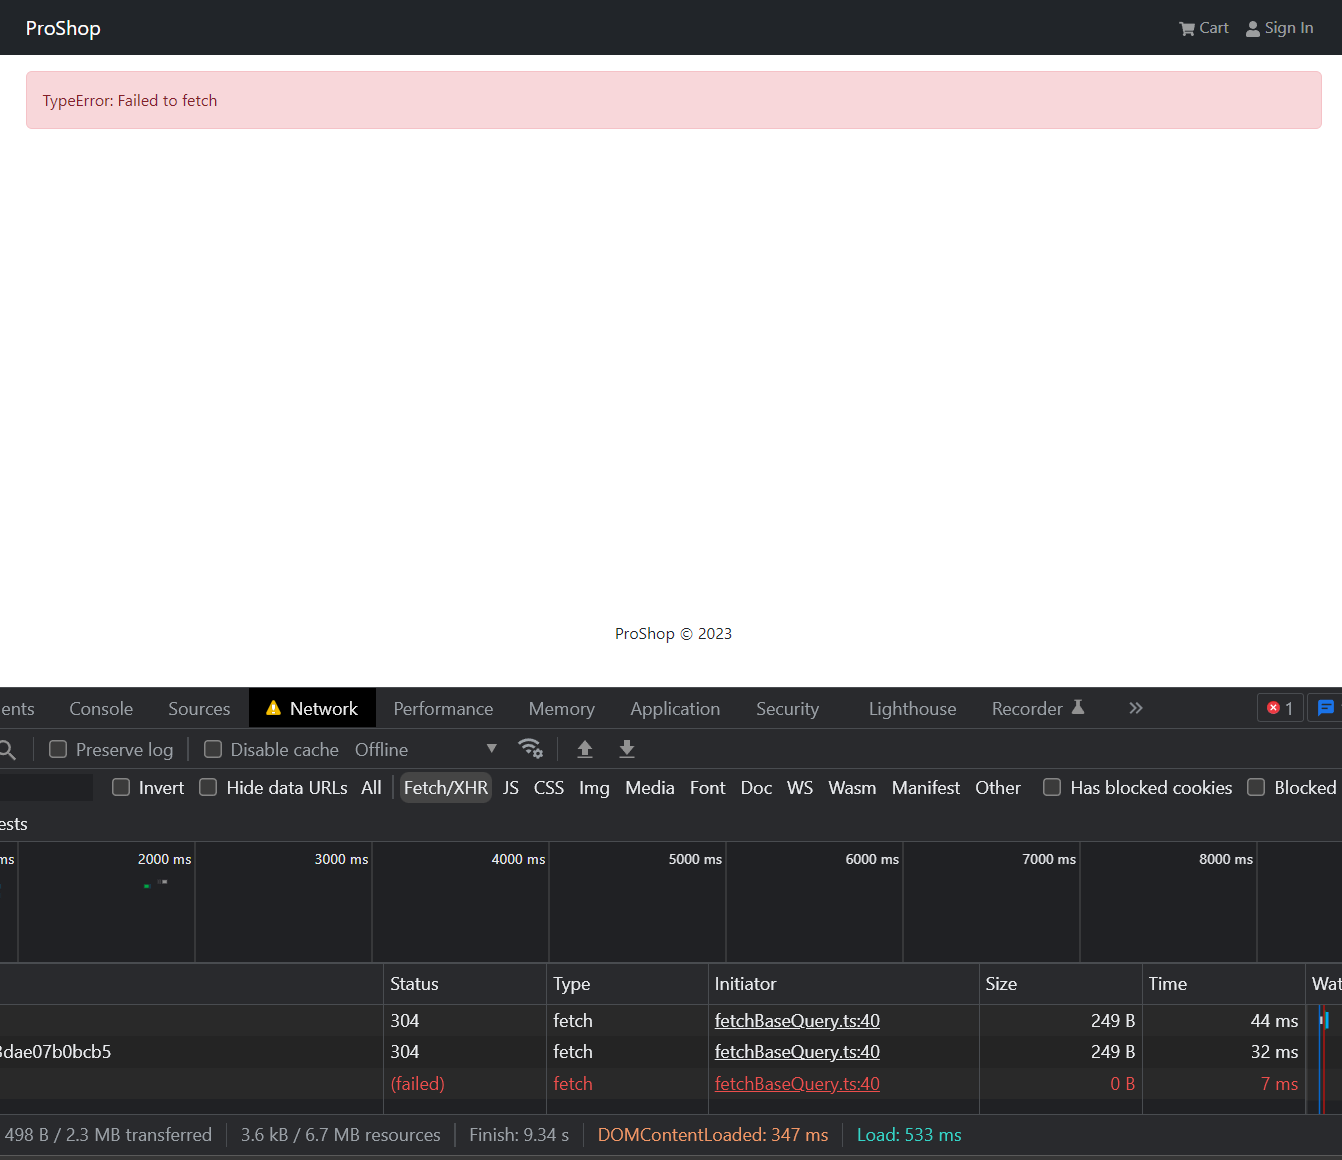 ProShop Cart Sign In
TypeError: Failed to fetch
ProShop © 2023
ents Console Sources Network Performance Memory Application Security Lighthouse Recorder » 1
Preserve log Disable cache Offline
Invert Hide data URLs All Fetch/XHR JS CSS Img Media Font Doc WS Wasm Manifest Other Has blocked cookies Blocked
ests
ms 2000 ms 3000 ms 4000 ms 5000 ms 6000 ms 7000 ms 8000 ms
Status Type Initiator Size Time Wat
304 fetch fetchBaseQuery.ts:40 249 B 44 ms
3dae07b0bcb5 304 fetch fetchBaseQuery.ts:40 249 B 32 ms
(failed) fetch fetchBaseQuery.ts:40 0 B 7 ms
498 B / 2.3 MB transferred 3.6 kB / 6.7 MB resources Finish: 9.34 s DOMContentLoaded: 347 ms Load: 533 ms